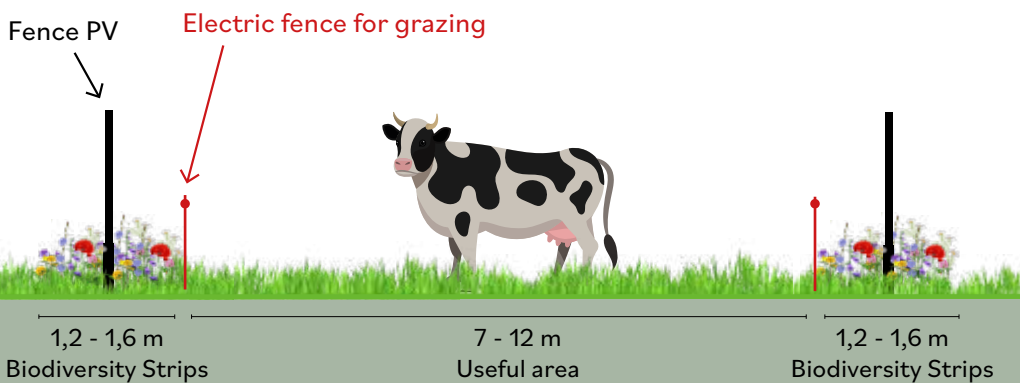 Fence PV
Electric fence for grazing
1,2 - 1,6 m
Biodiversity Strips
7 - 12 m
Useful area
1,2 - 1,6 m
Biodiversity Strips